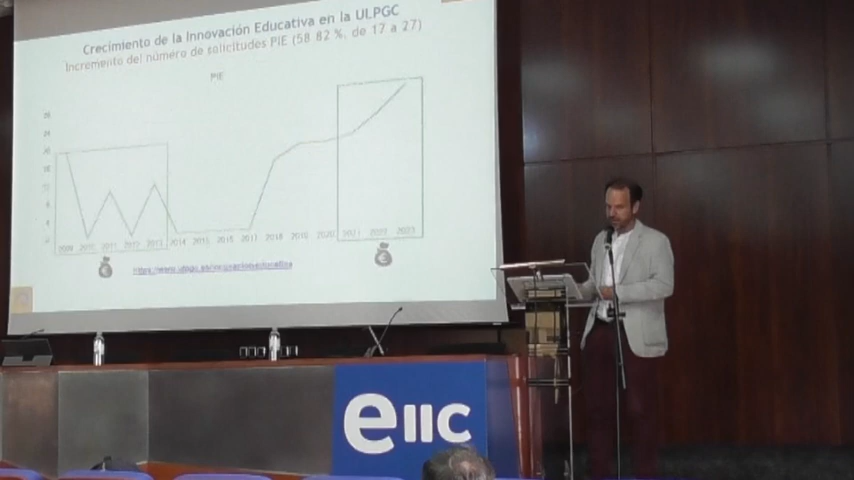 Crecimiento de la Innovación Educativa en la ULPGC
Incremento del número de solicitudes PIE (58 82 %, de 17 a 27)
PIE
2009 2010 2011 2012 2013 2014 2015 2016 2017 2018 2019 2020 2021 2022 2023
€ €
eiic